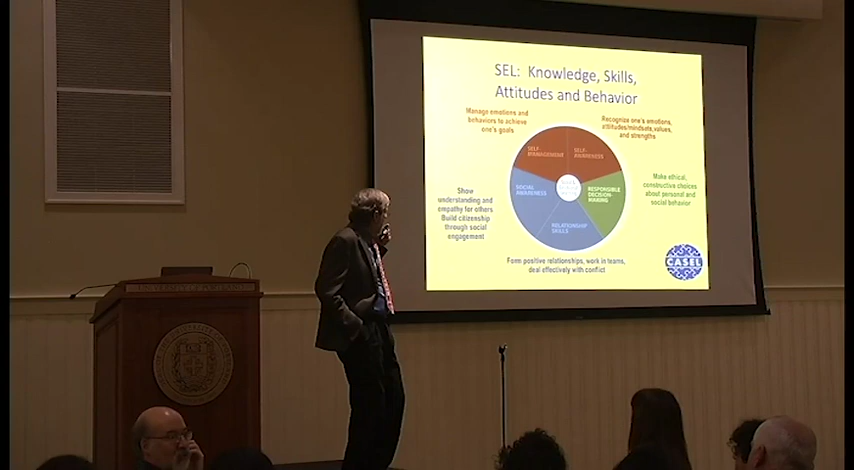 SEL: Knowledge, Skills,
Attitudes and Behavior
Manage emotions and
behaviors to achieve
one's goals
Recognize one's emotions,
attitudes/mindsets, values,
and strengths
SELF-
MANAGEMENT
SELF-
AWARENESS
SOCIAL
AWARENESS
RESPONSIBLE
DECISION-
MAKING
RELATIONSHIP
SKILLS
Show
understanding and
empathy for others
Build citizenship
through social
engagement
Make ethical,
constructive choices
about personal and
social behavior
Form positive relationships, work in teams,
deal effectively with conflict
CASEL
UNIVERSITY OF